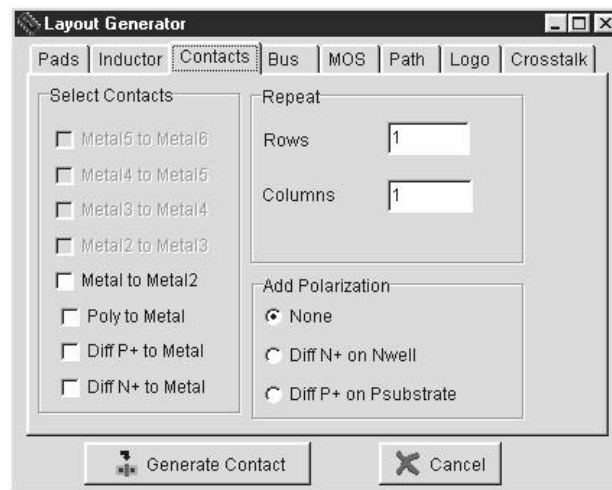 Layout Generator
Pads Inductor Contacts Bus MOS Path Logo Crosstalk
Select Contacts
Metal5 to Metal6
Metal4 to Metal5
Metal3 to Metal4
Metal2 to Metal3
Metal to Metal2
Poly to Metal
Diff P+ to Metal
Diff N+ to Metal
Repeat
Rows 1
Columns 1
Add Polarization
None
Diff N+ on Nwell
Diff P+ on Psubstrate
Generate Contact Cancel